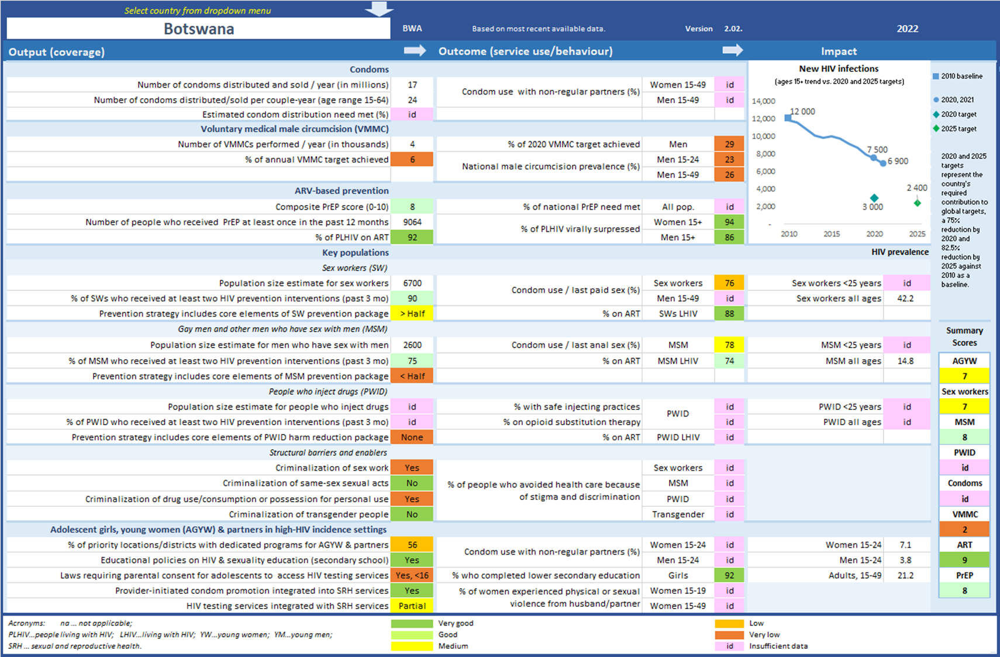 Select country from dropdown menu
Botswana BWA Based on most recent available data. Version 2.02. 2022
Output (coverage) Outcome (service use/behaviour) Impact
Condoms
Number of condoms distributed and sold / year (in millions) 17
Number of condoms distributed/sold per couple-year (age range 15-64) 24
Estimated condom distribution need met (%) id
Condom use with non-regular partners (%)
Women 15-49 id
Men 15-49 id
Voluntary medical male circumcision (VMMC)
Number of VMMCs performed / year (in thousands) 4
% of annual VMMC target achieved 6
% of 2020 VMMC target achieved Men 29
National male circumcision prevalence (%)
Men 15-24 23
Men 15-49 26
ARV-based prevention
Composite PrEP score (0-10) 8
Number of people who received PrEP at least once in the past 12 months 9064
% of PLHIV on ART 92
% of national PrEP need met All pop. id
% of PLHIV virally surpressed
Women 15+ 94
Men 15+ 86
New HIV infections
(ages 15+ trend vs. 2020 and 2025 targets)
14,000
12,000
10,000
8,000
6,000
4,000
2,000
-
12 000
7 500
6 900
3 000
2 400
2010 2015 2020 2025
2010 baseline
2020, 2021
2020 target
2025 target
2020 and 2025
targets
represent the
country's
required
contribution to
global targets,
a 75%
reduction by
2020 and
82.5%
reduction by
2025 against
2010 as a
baseline.
Key populations
HIV prevalence
Sex workers (SW)
Population size estimate for sex workers 6700
% of SWs who received at least two HIV prevention interventions (past 3 mo) 90
Prevention strategy includes core elements of SW prevention package > Half
Condom use / last paid sex (%)
Sex workers 76
Men 15-49 id
% on ART SWs LHIV 88
Sex workers <25 years id
Sex workers all ages 42.2
Gay men and other men who have sex with men (MSM)
Population size estimate for men who have sex with men 2600
% of MSM who received at least two HIV prevention interventions (past 3 mo) 75
Prevention strategy includes core elements of MSM prevention package < Half
Condom use / last anal sex (%) MSM 78
% on ART MSM LHIV 74
MSM <25 years id
MSM all ages 14.8
People who inject drugs (PWID)
Population size estimate for people who inject drugs id
% of PWID who received at least two HIV prevention interventions (past 3 mo) id
Prevention strategy includes core elements of PWID harm reduction package None
% with safe injecting practices id
PWID
% on opioid substitution therapy id
% on ART PWID LHIV id
PWID <25 years id
PWID all ages id
Structural barriers and enablers
Criminalization of sex work Yes
Criminalization of same-sex sexual acts No
Criminalization of drug use/consumption or possession for personal use Yes
Criminalization of transgender people No
% of people who avoided health care because
of stigma and discrimination
Sex workers id
MSM id
PWID id
Transgender id
Adolescent girls, young women (AGYW) & partners in high-HIV incidence settings
% of priority locations/districts with dedicated programs for AGYW & partners 56
Educational policies on HIV & sexuality education (secondary school) Yes
Laws requiring parental consent for adolescents to access HIV testing services Yes, <16
Provider-initiated condom promotion integrated into SRH services Yes
HIV testing services integrated with SRH services Partial
Condom use with non-regular partners (%)
Women 15-24 id
Men 15-24 id
% who completed lower secondary education Girls 92
% of women experienced physical or sexual
violence from husband/partner
Women 15-19 id
Women 15-49 id
Women 15-24 7.1
Men 15-24 3.8
Adults, 15-49 21.2
Summary
Scores
AGYW
7
Sex workers
7
MSM
8
PWID
id
Condoms
id
VMMC
2
ART
9
PrEP
8
Acronyms: na ... not applicable;
PLHIV...people living with HIV; LHIV...living with HIV; YW...young women; YM...young men;
SRH ... sexual and reproductive health.
Very good
Good
Medium
Low
Very low
id Insufficient data